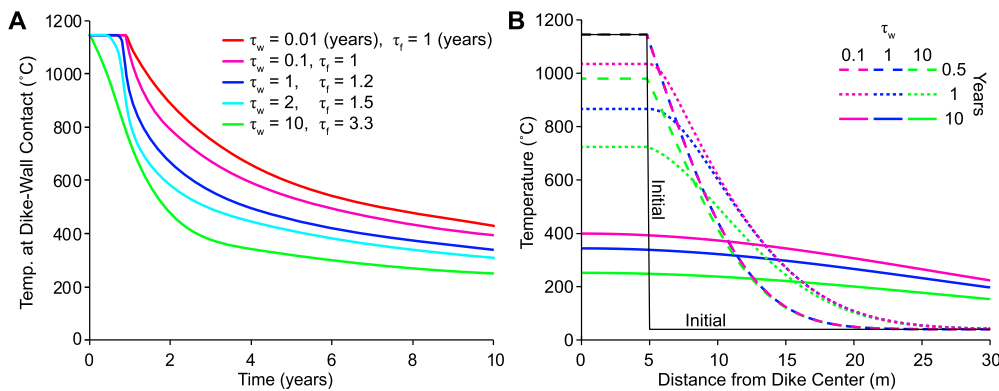 A
1200
1000
800
600
400
200
0
0 2 4 6 8 10
Temp. at Dike-Wall Contact (˚C)
Time (years)
τw = 0.01 (years), τf = 1 (years)
τw = 0.1, τf = 1
τw = 1, τf = 1.2
τw = 2, τf = 1.5
τw = 10, τf = 3.3
B
1200
1000
800
600
400
200
0
0 5 10 15 20 25 30
Temperature (˚C)
Distance from Dike Center (m)
τw
0.1 1 10
0.5
1
10
Years
Initial
Initial